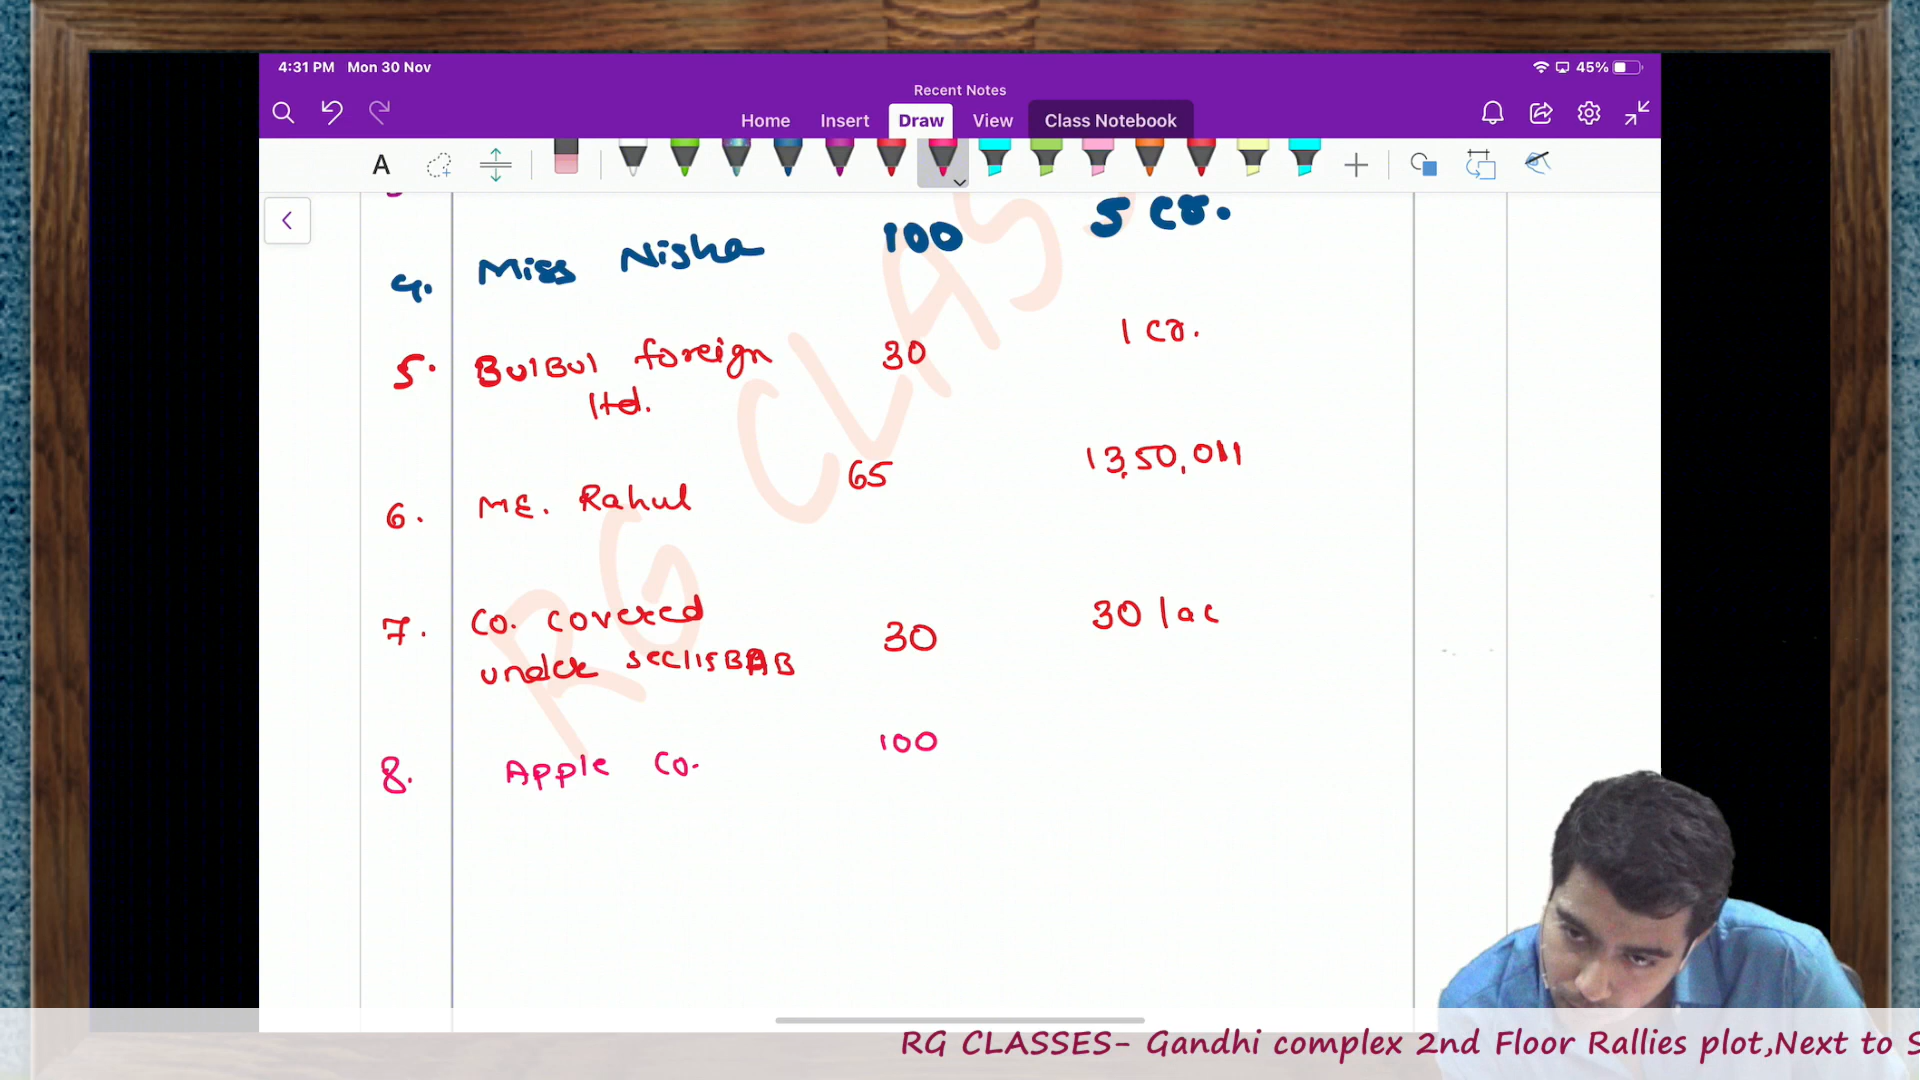 4:31 PM Mon 30 Nov
45%
Recent Notes
Home Insert Draw View Class Notebook
A
RG CLASS
4. Miss Nisha 100 5 cr.
5. BulBul foreign 30 1 cr.
ltd.
6. Mr. Rahul 65 13,50,011
7. Co. covered 30 30 lac
under sec115BAB
8. Apple Co. 100
RG CLASSES- Gandhi complex 2nd Floor Rallies plot,Next to S